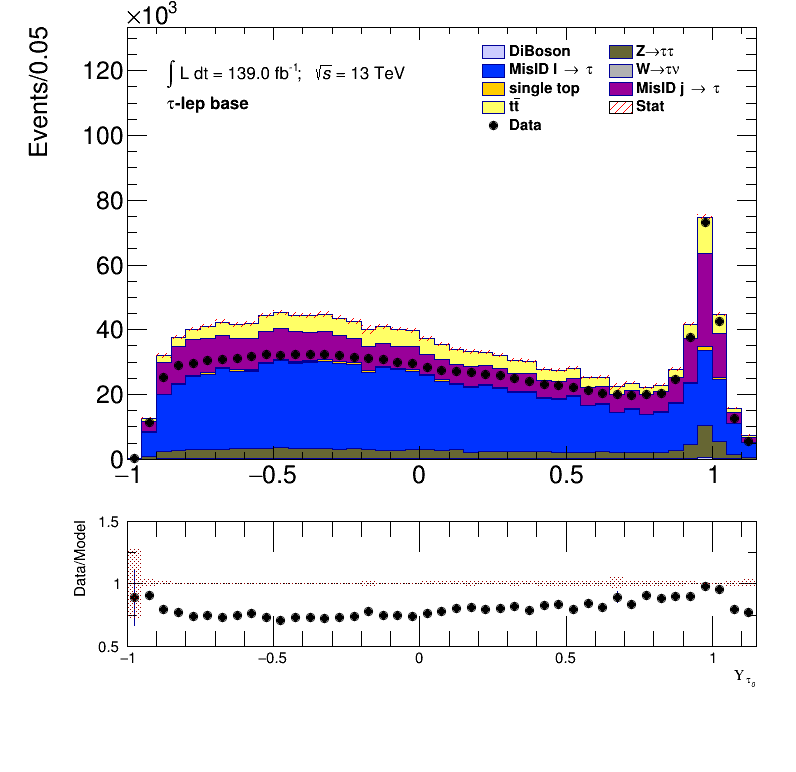 ×10³
Events/0.05
∫ L dt = 139.0 fb⁻¹; √s = 13 TeV
τ-lep base
DiBoson
MisID l → τ
single top
tt̄
Data
Z→ττ
W→τν
MisID j → τ
Stat
120
100
80
60
40
20
0
−1
−0.5
0
0.5
1
Data/Model
1.5
1
0.5
−1
−0.5
0
0.5
1
Υ_τ₀